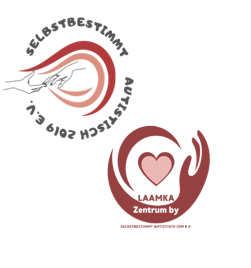 SELBSTBESTIMMT AUTISTISCH 2019 E.V.
LAAMKA
Zentrum by
SELBSTBESTIMMT AUTISTISCH 2019 E.V.